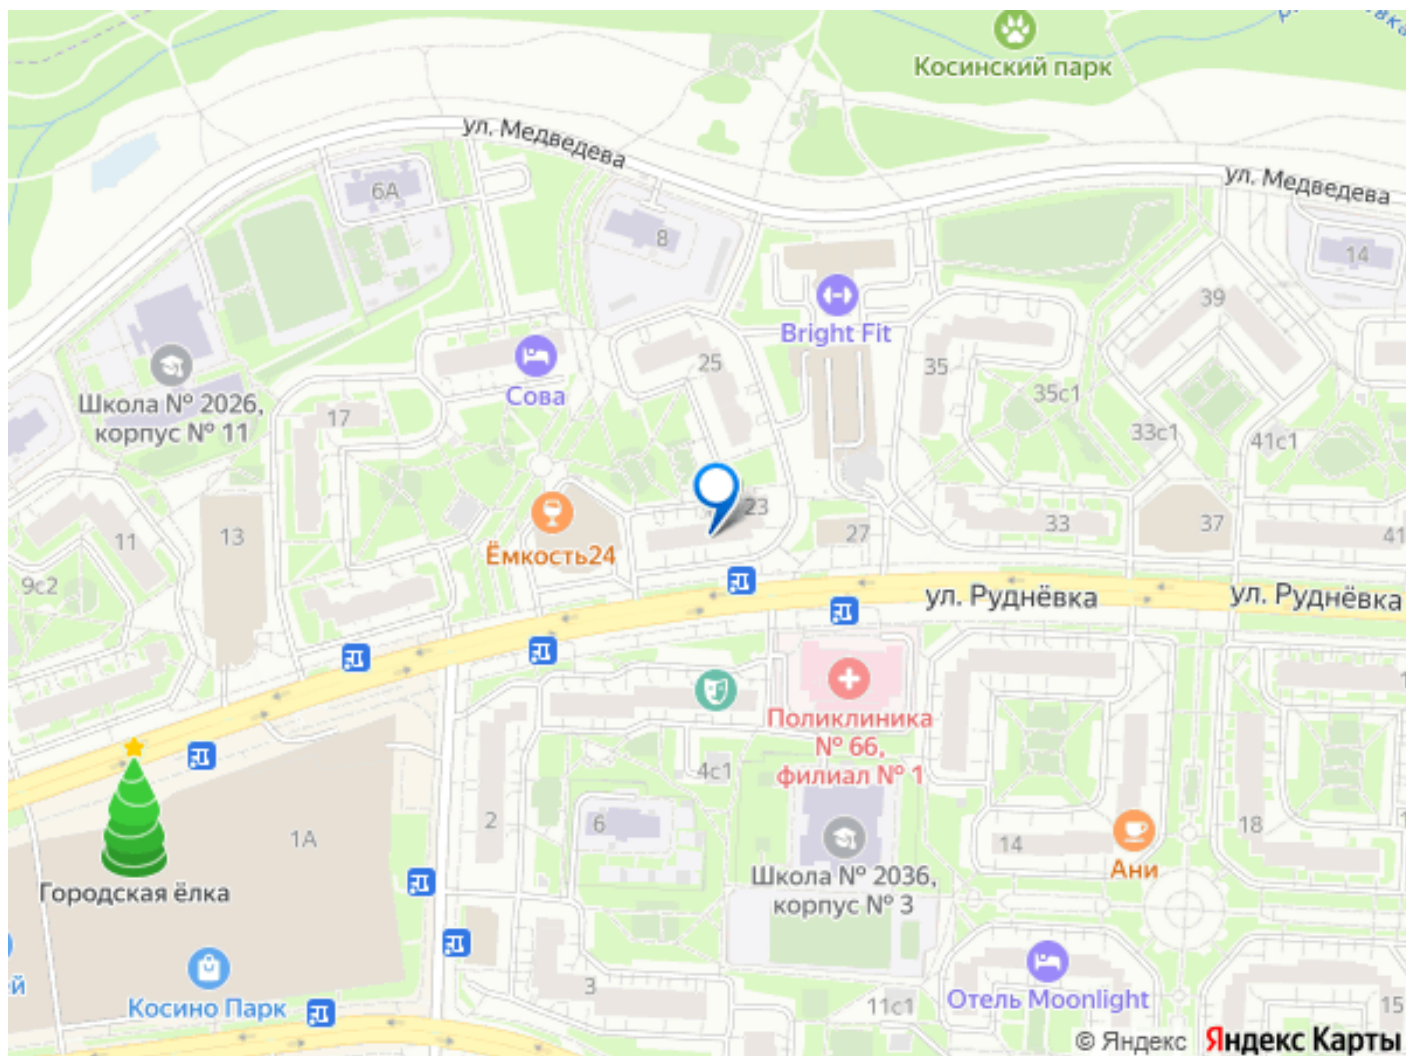 Косинский парк
ул. Медведева
ул. Медведева
6А
8
14
39
Bright Fit
25
35
Сова
35с1
Школа № 2026,
корпус № 11
17
33с1
41с1
23
13
11
Ёмкость24
27
33
37
41
9с2
ул. Руднёвка
ул. Руднёвка
Поликлиника
№ 66,
филиал № 1
4с1
2
6
1А
18
14
Ани
Школа № 2036,
корпус № 3
Городская ёлка
ей
Косино Парк
3
11с1
Отель Moonlight
15
© Яндекс Яндекс Карты